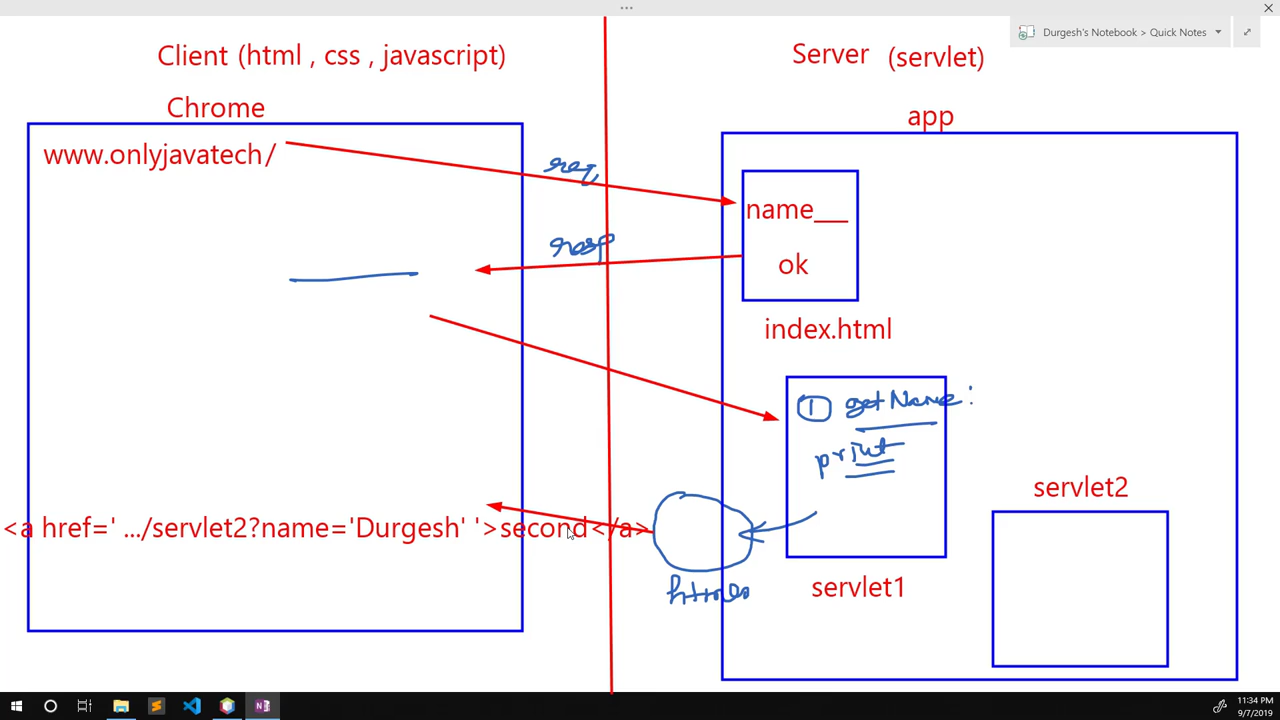 Durgesh's Notebook > Quick Notes
Client (html , css , javascript)
Server (servlet)
Chrome
app
www.onlyjavatech/
req
name__
resp
ok
index.html
1 getName:
print
servlet2
<a href=' .../servlet2?name='Durgesh' '>second</a>
servlet1
html
11:34 PM
9/7/2019